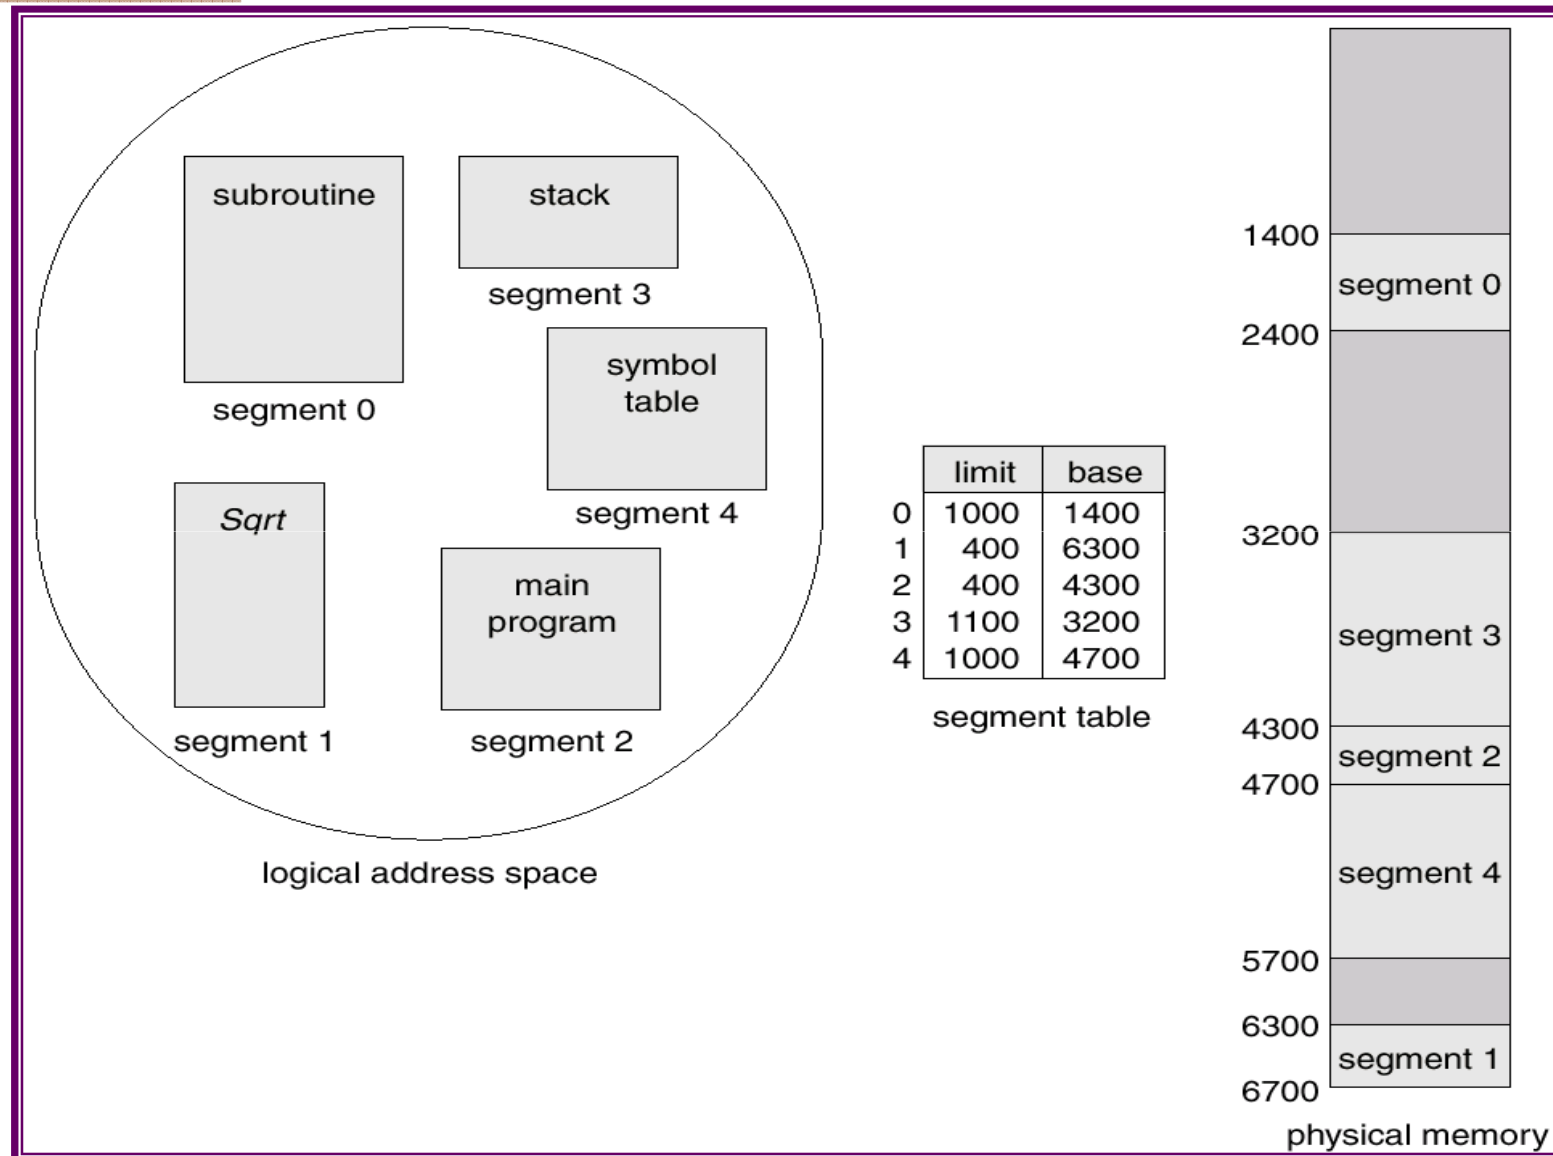 subroutine
segment 0
stack
segment 3
symbol
table
segment 4
Sqrt
segment 1
main
program
segment 2
logical address space
limit base
0 1000 1400
1 400 6300
2 400 4300
3 1100 3200
4 1000 4700
segment table
1400
segment 0
2400
3200
segment 3
4300
segment 2
4700
segment 4
5700
6300
segment 1
6700
physical memory